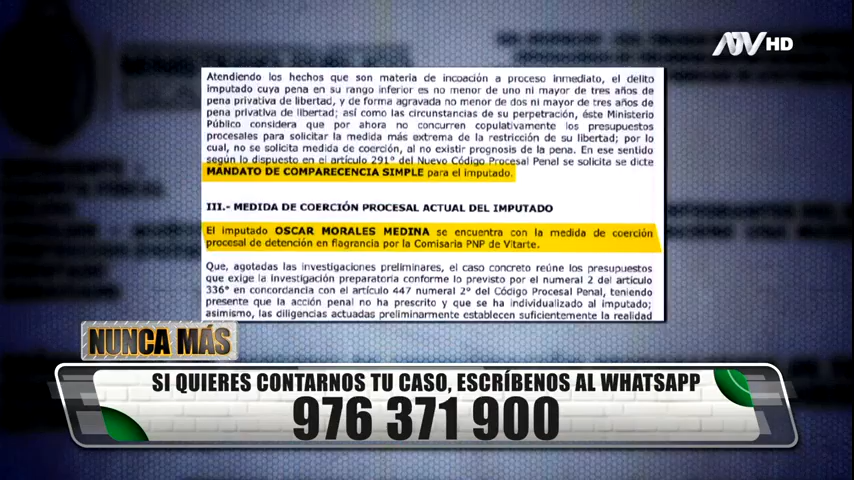 ATV HD
Atendiendo los hechos que son materia de incoación a proceso inmediato, el delito
imputado cuya pena en su rango inferior es no menor de uno ni mayor de tres años de
pena privativa de libertad, y de forma agravada no menor de dos ni mayor de tres años de
pena privativa de libertad; así como las circunstancias de su perpetración, éste Ministerio
Público considera que por ahora no concurren copulativamente los presupuestos
procesales para solicitar la medida más extrema de la restricción de su libertad; por lo
cual, no se solicita medida de coerción, al no existir prognosis de la pena. En ese sentido
según lo dispuesto en el artículo 291° del Nuevo Código Procesal Penal se solicita se dicte
MANDATO DE COMPARECENCIA SIMPLE para el imputado.
III.- MEDIDA DE COERCIÓN PROCESAL ACTUAL DEL IMPUTADO
El imputado OSCAR MORALES MEDINA se encuentra con la medida de coerción
procesal de detención en flagrancia por la Comisaria PNP de Vitarte.
Que, agotadas las investigaciones preliminares, el caso concreto reúne los presupuestos
que exige la Investigación preparatoria conforme lo previsto por el numeral 2 del artículo
336° en concordancia con el artículo 447 numeral 2° del Código Procesal Penal, teniendo
presente que la acción penal no ha prescrito y que se ha individualizado al imputado;
asimismo, las diligencias actuadas preliminarmente establecen suficientemente la realidad
NUNCA MÁS
SI QUIERES CONTARNOS TU CASO, ESCRÍBENOS AL WHATSAPP
976 371 900